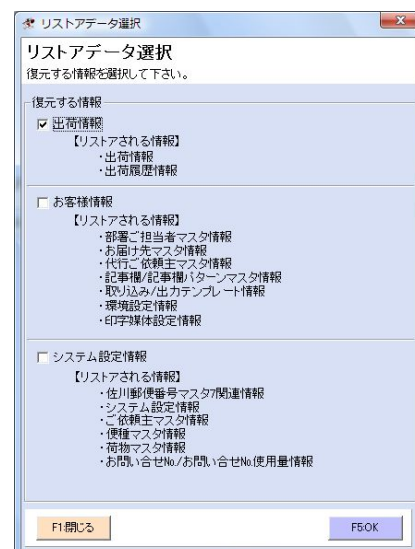 リストアデータ選択
リストアデータ選択
復元する情報を選択して下さい。
復元する情報
出荷情報
【リストアされる情報】
・出荷情報
・出荷履歴情報
お客様情報
【リストアされる情報】
・部署ご担当者マスタ情報
・お届け先マスタ情報
・代行ご依頼主マスタ情報
・記事欄/記事欄パターンマスタ情報
・取り込み/出力テンプレート情報
・環境設定情報
・印字媒体設定情報
システム設定情報
【リストアされる情報】
・佐川郵便番号マスタ7関連情報
・システム設定情報
・ご依頼主マスタ情報
・便種マスタ情報
・荷物マスタ情報
・お問い合せNo./お問い合せNo.使用量情報
F1:閉じる
F5:OK